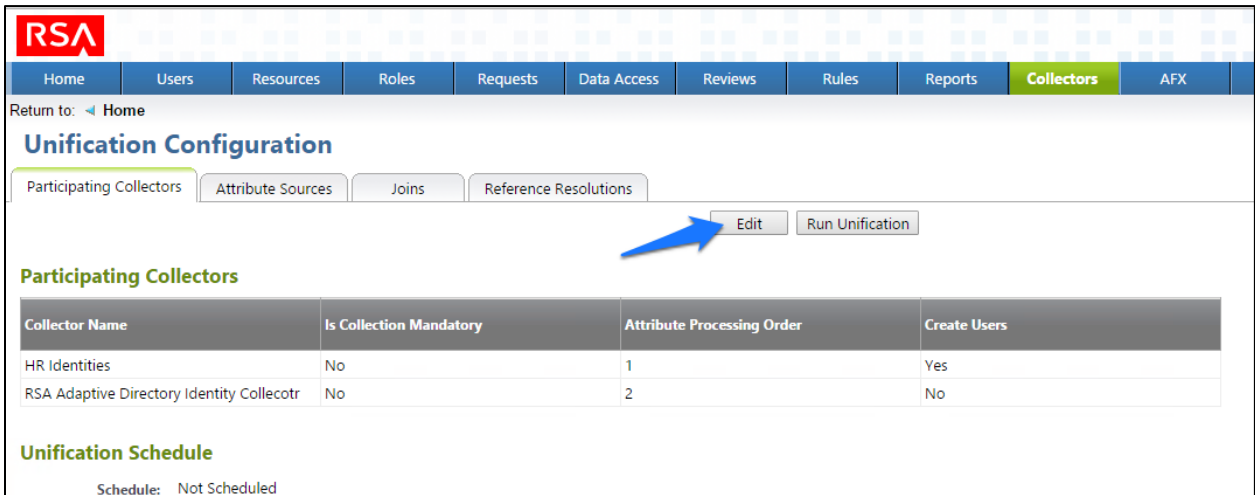 RSA
Home Users Resources Roles Requests Data Access Reviews Rules Reports Collectors AFX
Return to: Home
Unification Configuration
Participating Collectors Attribute Sources Joins Reference Resolutions
Edit Run Unification
Participating Collectors
Collector Name Is Collection Mandatory Attribute Processing Order Create Users
HR Identities No 1 Yes
RSA Adaptive Directory Identity Collecotr No 2 No
Unification Schedule
Schedule: Not Scheduled